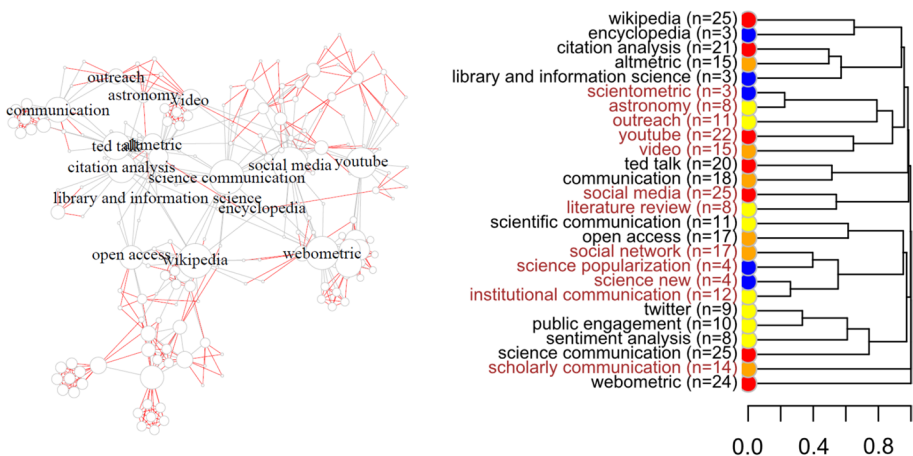 outreach
astronomy
video
communication
ted talk
altmetric
citation analysis
social media
youtube
science communication
library and information science
encyclopedia
open access
wikipedia
webometric
wikipedia (n=25)
encyclopedia (n=3)
citation analysis (n=21)
altmetric (n=15)
library and information science (n=3)
scientometric (n=3)
astronomy (n=8)
outreach (n=11)
youtube (n=22)
video (n=15)
ted talk (n=20)
communication (n=18)
social media (n=25)
literature review (n=8)
scientific communication (n=11)
open access (n=17)
social network (n=17)
science popularization (n=4)
science new (n=4)
institutional communication (n=12)
twitter (n=9)
public engagement (n=10)
sentiment analysis (n=8)
science communication (n=25)
scholarly communication (n=14)
webometric (n=24)
0.0 0.4 0.8